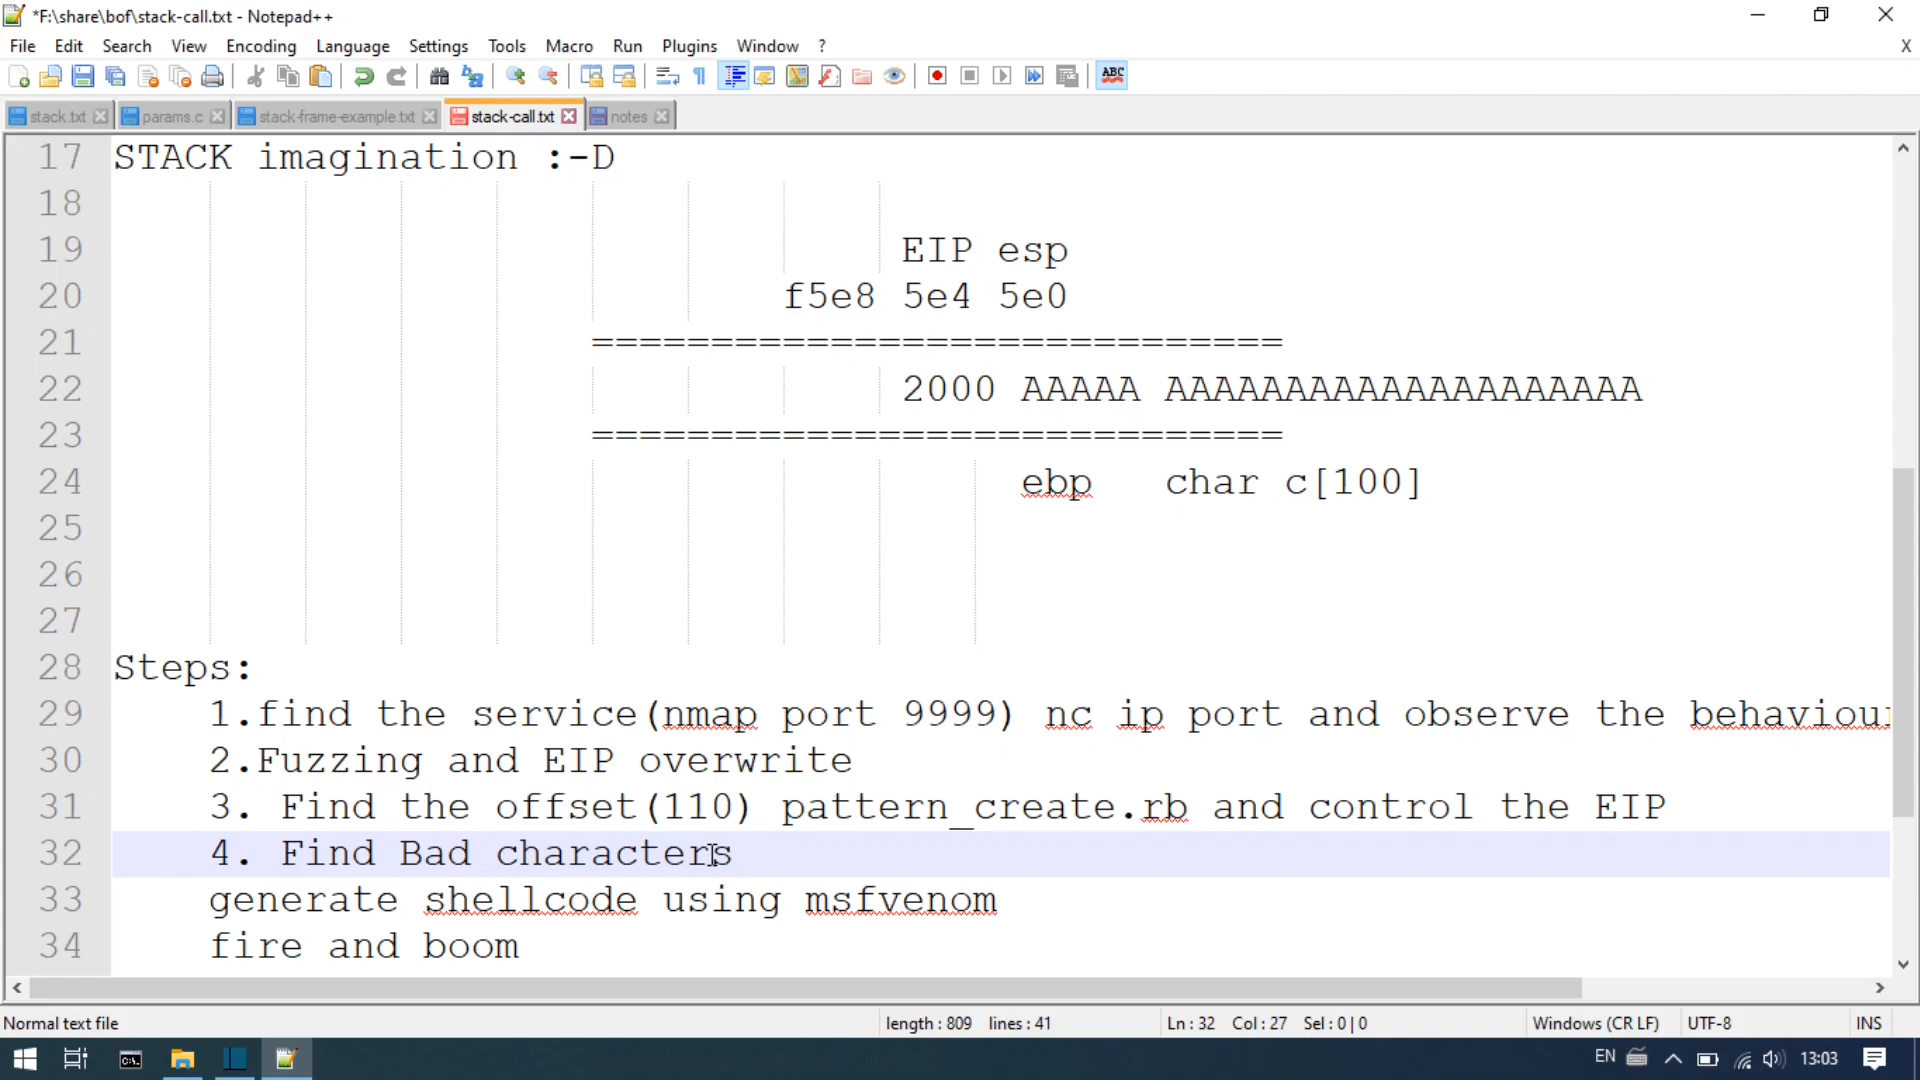 *F:\share\bof\stack-call.txt - Notepad++
File Edit Search View Encoding Language Settings Tools Macro Run Plugins Window ? X
ABC
stack.txt params.c stack-frame-example.txt stack-call.txt notes
17 STACK imagination :-D
18
19 EIP esp
20 f5e8 5e4 5e0
21 =============================
22 2000 AAAAA AAAAAAAAAAAAAAAAAAAA
23 =============================
24 ebp char c[100]
25
26
27
28 Steps:
29 1.find the service(nmap port 9999) nc ip port and observe the behaviour
30 2.Fuzzing and EIP overwrite
31 3. Find the offset(110) pattern_create.rb and control the EIP
32 4. Find Bad characters
33 generate shellcode using msfvenom
34 fire and boom
Normal text file length : 809 lines : 41 Ln : 32 Col : 27 Sel : 0 | 0 Windows (CR LF) UTF-8 INS
EN 13:03